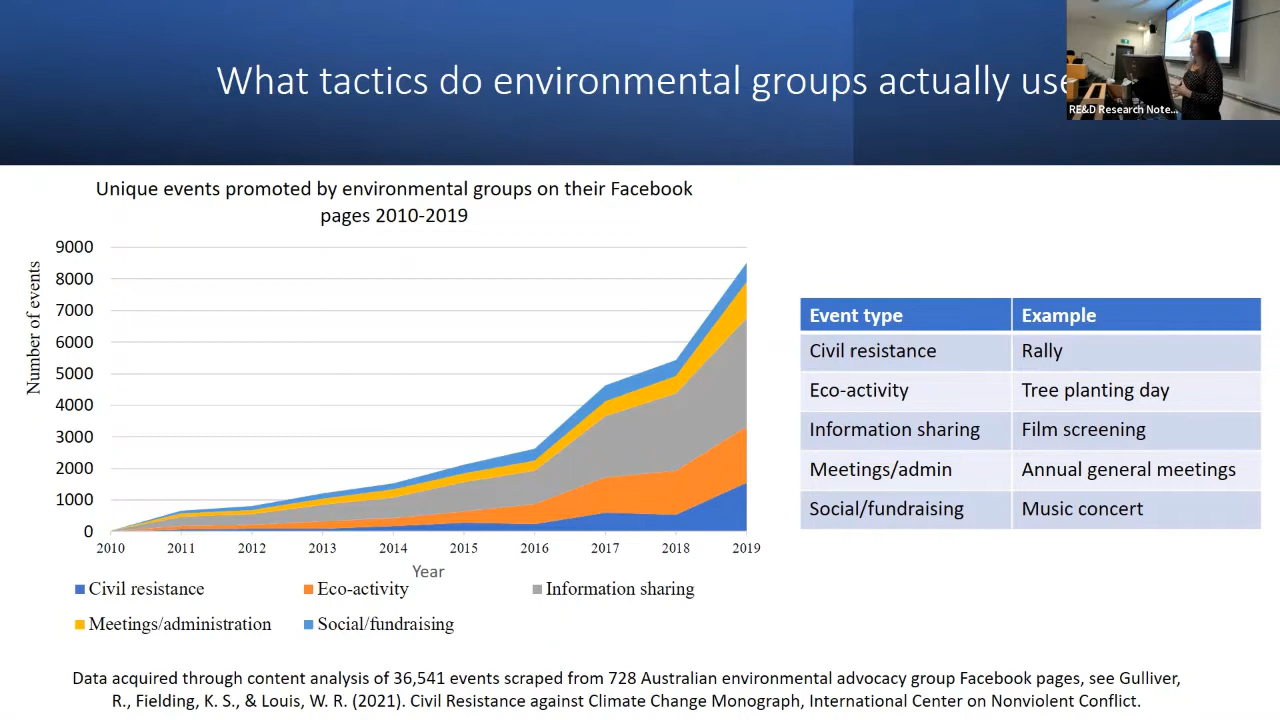 What tactics do environmental groups actually use
RE&D Research Note...
Unique events promoted by environmental groups on their Facebook
pages 2010-2019
Number of events
9000
8000
7000
6000
5000
4000
3000
2000
1000
0
2010 2011 2012 2013 2014 2015 2016 2017 2018 2019
Year
Civil resistance Eco-activity Information sharing
Meetings/administration Social/fundraising
Event type Example
Civil resistance Rally
Eco-activity Tree planting day
Information sharing Film screening
Meetings/admin Annual general meetings
Social/fundraising Music concert
Data acquired through content analysis of 36,541 events scraped from 728 Australian environmental advocacy group Facebook pages, see Gulliver,
R., Fielding, K. S., & Louis, W. R. (2021). Civil Resistance against Climate Change Monograph, International Center on Nonviolent Conflict.